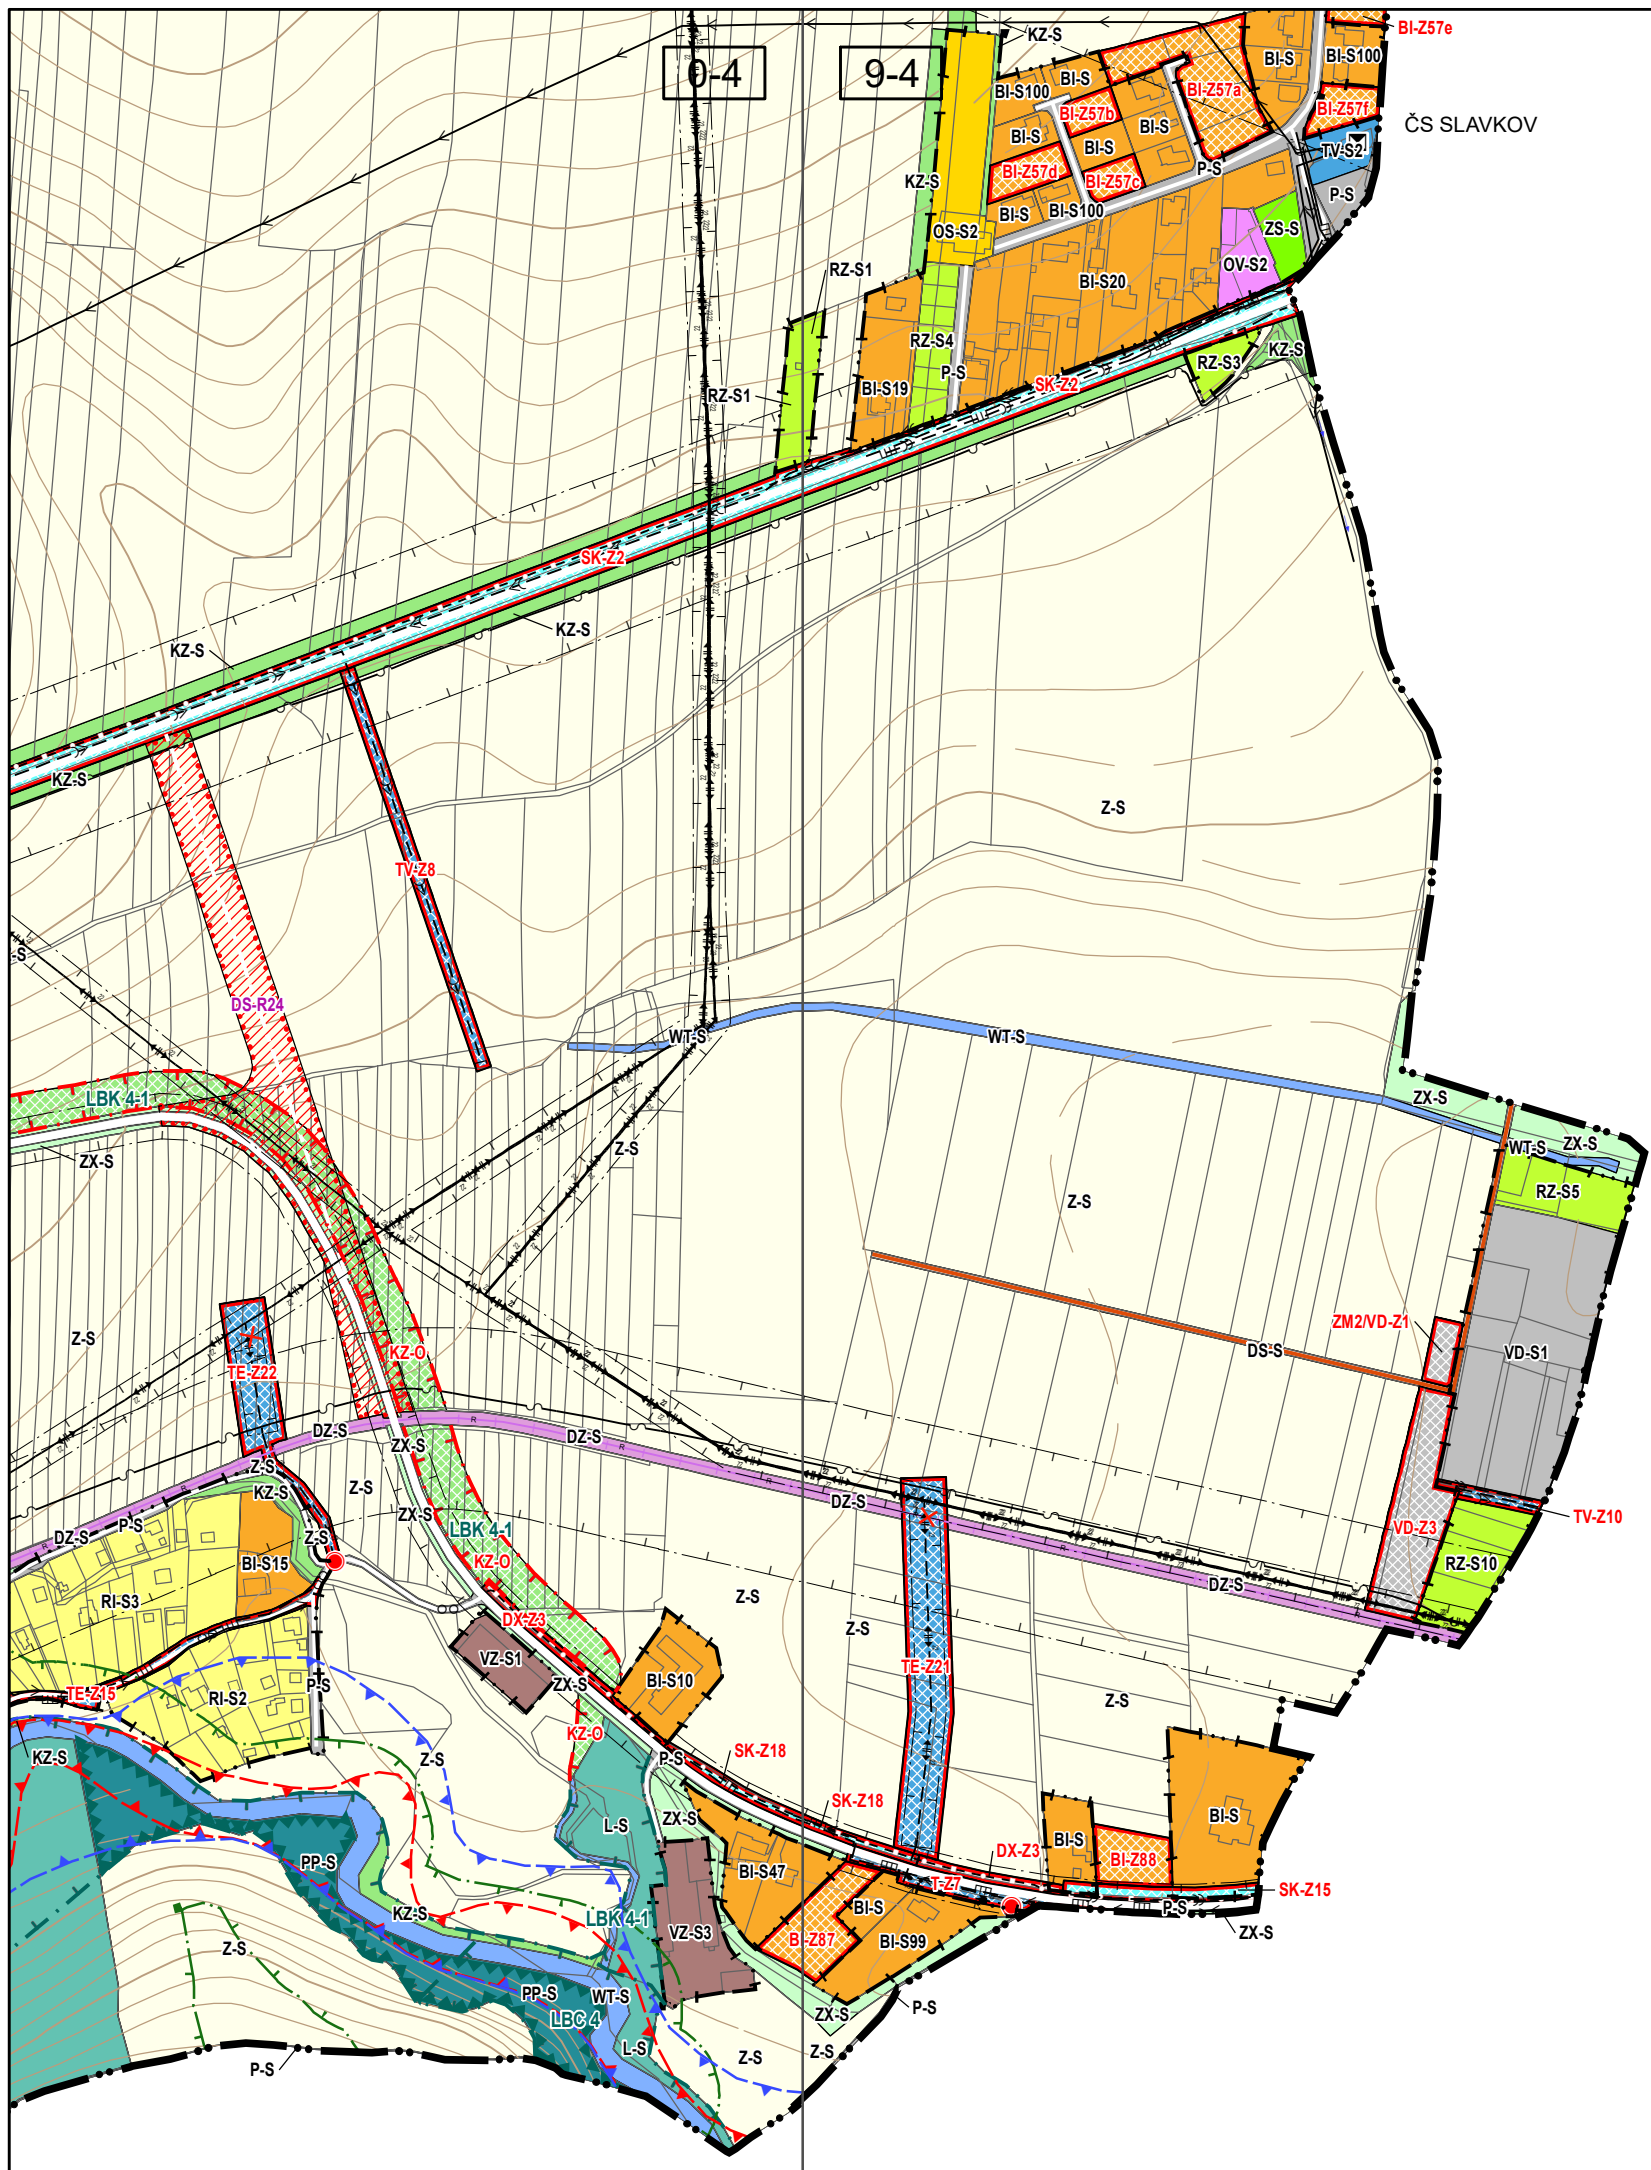 BI-Z57e
KZ-S
BI-S
BI-S
BI-S100
0-4
9-4
BI-S100
BI-Z57a
BI-Z57b
BI-Z57f
ČS SLAVKOV
BI-S
BI-S
BI-S
TV-S2
BI-Z57d
BI-Z57c
P-S
P-S
KZ-S
BI-S
BI-S100
OS-S2
ZS-S
OV-S2
RZ-S1
BI-S20
RZ-S4
KZ-S
RZ-S3
P-S
SK-Z2
BI-S19
RZ-S1
SK-Z2
KZ-S
KZ-S
KZ-S
Z-S
TV-Z8
-S
DS-R24
WT-S
WT-S
LBK 4-1
ZX-S
ZX-S
WT-S
ZX-S
Z-S
RZ-S5
Z-S
ZM2/VD-Z1
Z-S
KZ-O
DS-S
VD-S1
TE-Z22
DZ-S
DZ-S
ZX-S
Z-S
Z-S
KZ-S
DZ-S
ZX-S
P-S
LBK 4-1
VD-Z3
TV-Z10
DZ-S
Z-S
BI-S15
KZ-O
RZ-S10
DZ-S
Z-S
RI-S3
DX-Z3
Z-S
VZ-S1
TE-Z21
ZX-S
BI-S10
P-S
TE-Z15
RI-S2
Z-S
KZ-O
KZ-S
Z-S
P-S
SK-Z18
SK-Z18
L-S
ZX-S
BI-S
DX-Z3
BI-S
BI-Z88
PP-S
BI-S47
T-Z7
SK-Z15
KZ-S
LBK 4-1
BI-S
P-S
VZ-S3
BI-Z87
BI-S99
ZX-S
Z-S
PP-S
WT-S
LBC 4
ZX-S
P-S
L-S
Z-S
Z-S
P-S